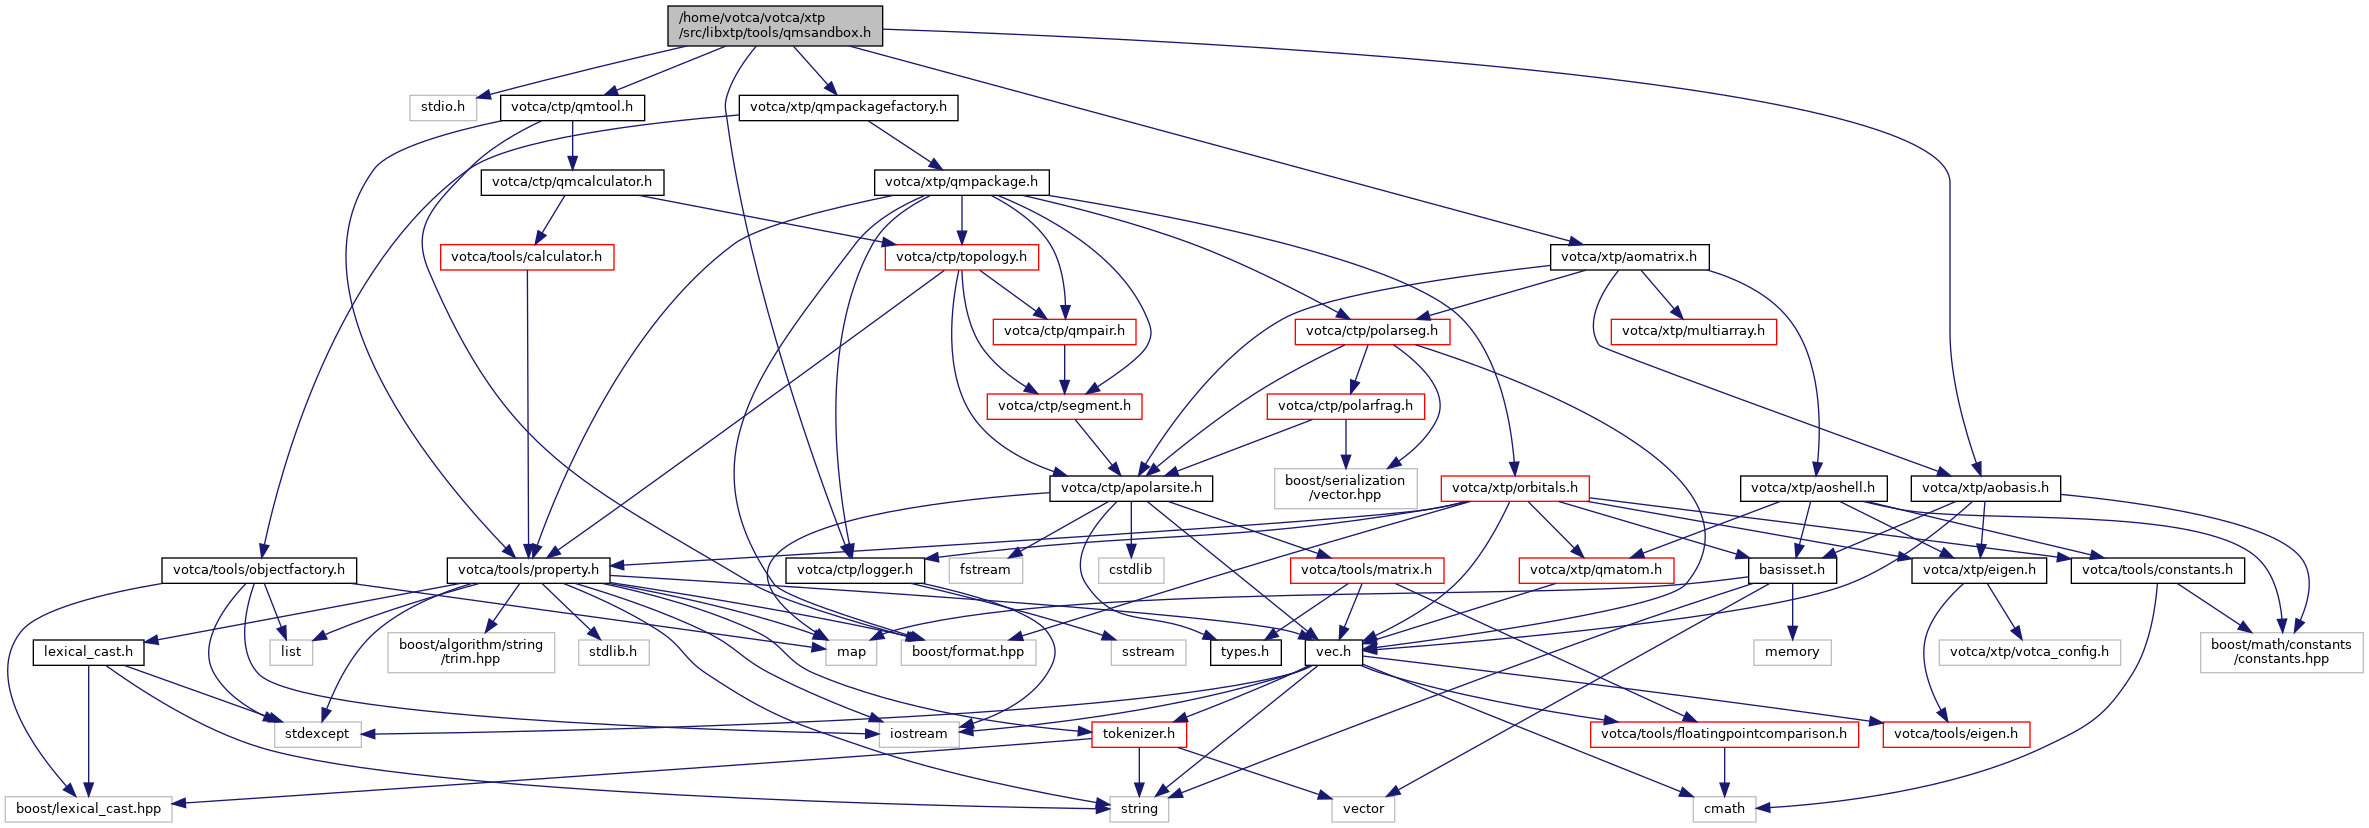 /home/votca/votca/xtp
/src/libxtp/tools/qmsandbox.h
stdio.h
votca/ctp/qmtool.h
votca/xtp/qmpackagefactory.h
votca/ctp/qmcalculator.h
votca/xtp/qmpackage.h
votca/tools/calculator.h
votca/ctp/topology.h
votca/xtp/aomatrix.h
votca/ctp/qmpair.h
votca/ctp/polarseg.h
votca/xtp/multiarray.h
votca/ctp/segment.h
votca/ctp/polarfrag.h
votca/ctp/apolarsite.h
boost/serialization
/vector.hpp
votca/xtp/orbitals.h
votca/xtp/aoshell.h
votca/xtp/aobasis.h
votca/tools/objectfactory.h
votca/tools/property.h
votca/ctp/logger.h
fstream
cstdlib
votca/tools/matrix.h
votca/xtp/qmatom.h
basisset.h
votca/xtp/eigen.h
votca/tools/constants.h
lexical_cast.h
list
boost/algorithm/string
/trim.hpp
stdlib.h
map
boost/format.hpp
sstream
types.h
vec.h
memory
votca/xtp/votca_config.h
boost/math/constants
/constants.hpp
stdexcept
iostream
tokenizer.h
votca/tools/floatingpointcomparison.h
votca/tools/eigen.h
boost/lexical_cast.hpp
string
vector
cmath